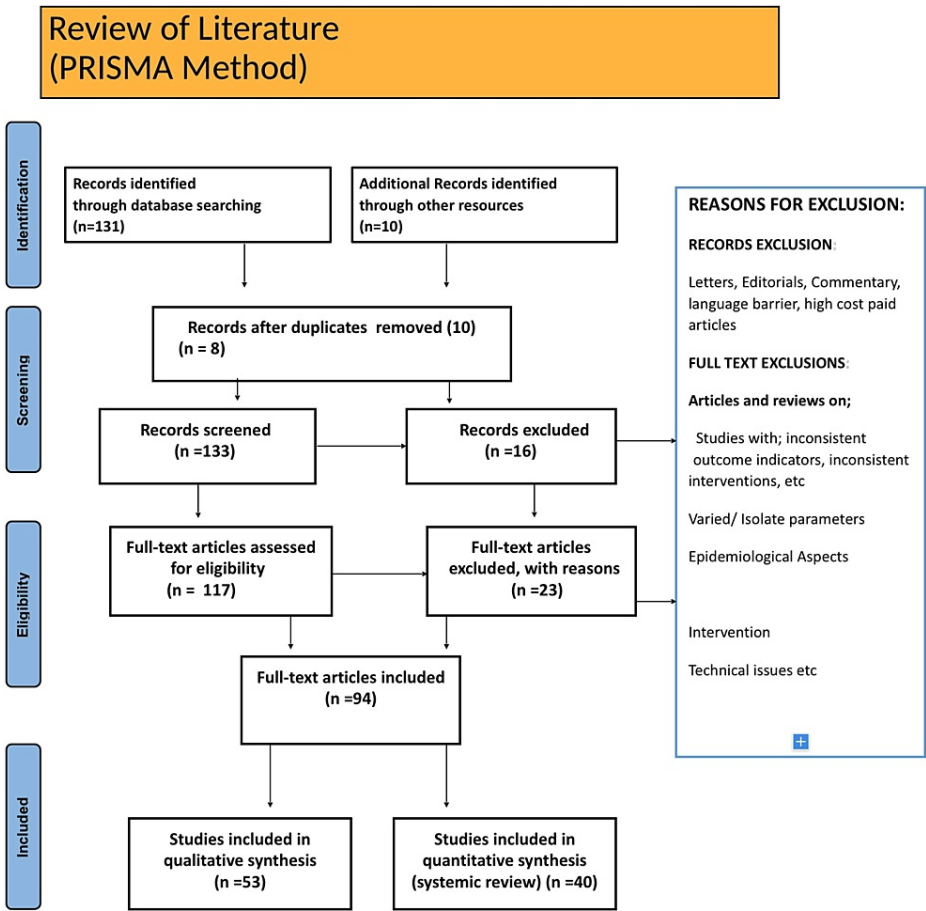 Review of Literature
(PRISMA Method)
Identification
Records identified
through database searching
(n=131)
Additional Records identified
through other resources
(n=10)
Screening
Records after duplicates removed (10)
(n = 8)
Records screened
(n =133)
Records excluded
(n =16)
Eligibility
Full-text articles assessed
for eligibility
(n = 117)
Full-text articles
excluded, with reasons
(n =23)
Full-text articles included
(n =94)
Included
Studies included in
qualitative synthesis
(n =53)
Studies included in
quantitative synthesis
(systemic review) (n =40)
REASONS FOR EXCLUSION:
RECORDS EXCLUSION:
Letters, Editorials, Commentary,
language barrier, high cost paid
articles
FULL TEXT EXCLUSIONS:
Articles and reviews on;
Studies with; inconsistent
outcome indicators, inconsistent
interventions, etc
Varied/ Isolate parameters
Epidemiological Aspects
Intervention
Technical issues etc